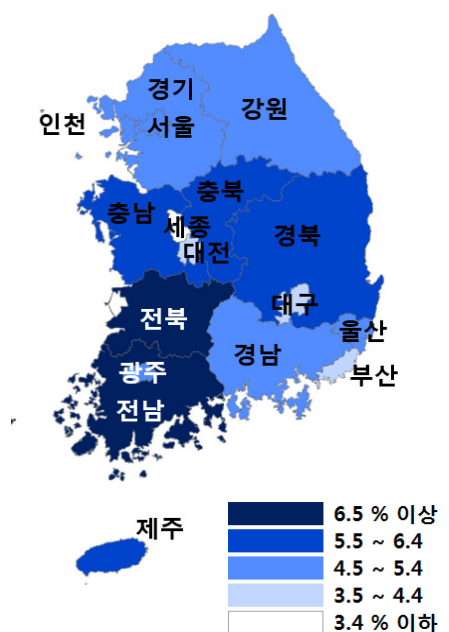 경기
강원
인천
서울
충북
충남
세종
경북
대전
대구
전북
울산
경남
광주
부산
전남
제주
6.5 % 이상
5.5 ~ 6.4
4.5 ~ 5.4
3.5 ~ 4.4
3.4 % 이하